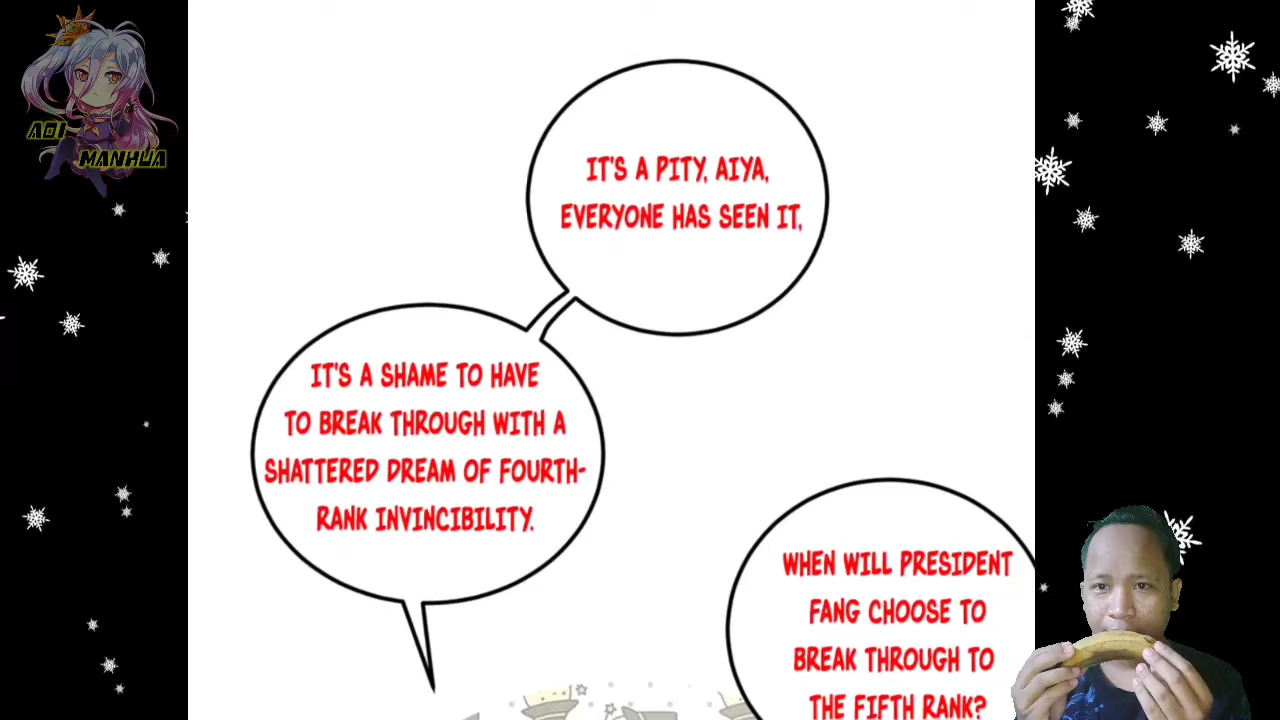 AOI
MANHUA
IT'S A PITY, AIYA,
EVERYONE HAS SEEN IT,
IT'S A SHAME TO HAVE
TO BREAK THROUGH WITH A
SHATTERED DREAM OF FOURTH-
RANK INVINCIBILITY.
WHEN WILL PRESIDENT
FANG CHOOSE TO
BREAK THROUGH TO
THE FIFTH RANK?